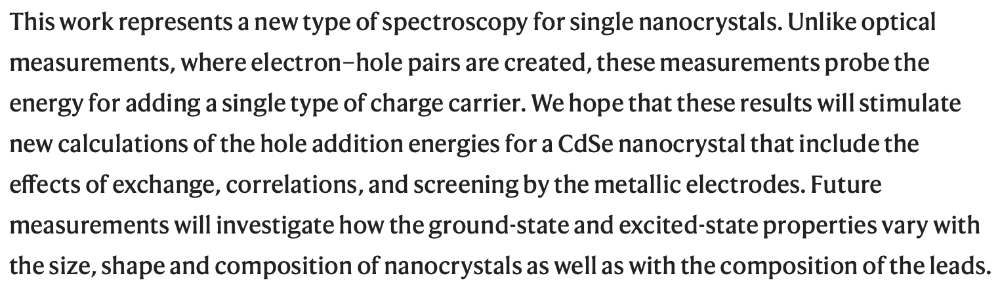 This work represents a new type of spectroscopy for single nanocrystals. Unlike optical
measurements, where electron–hole pairs are created, these measurements probe the
energy for adding a single type of charge carrier. We hope that these results will stimulate
new calculations of the hole addition energies for a CdSe nanocrystal that include the
effects of exchange, correlations, and screening by the metallic electrodes. Future
measurements will investigate how the ground-state and excited-state properties vary with
the size, shape and composition of nanocrystals as well as with the composition of the leads.